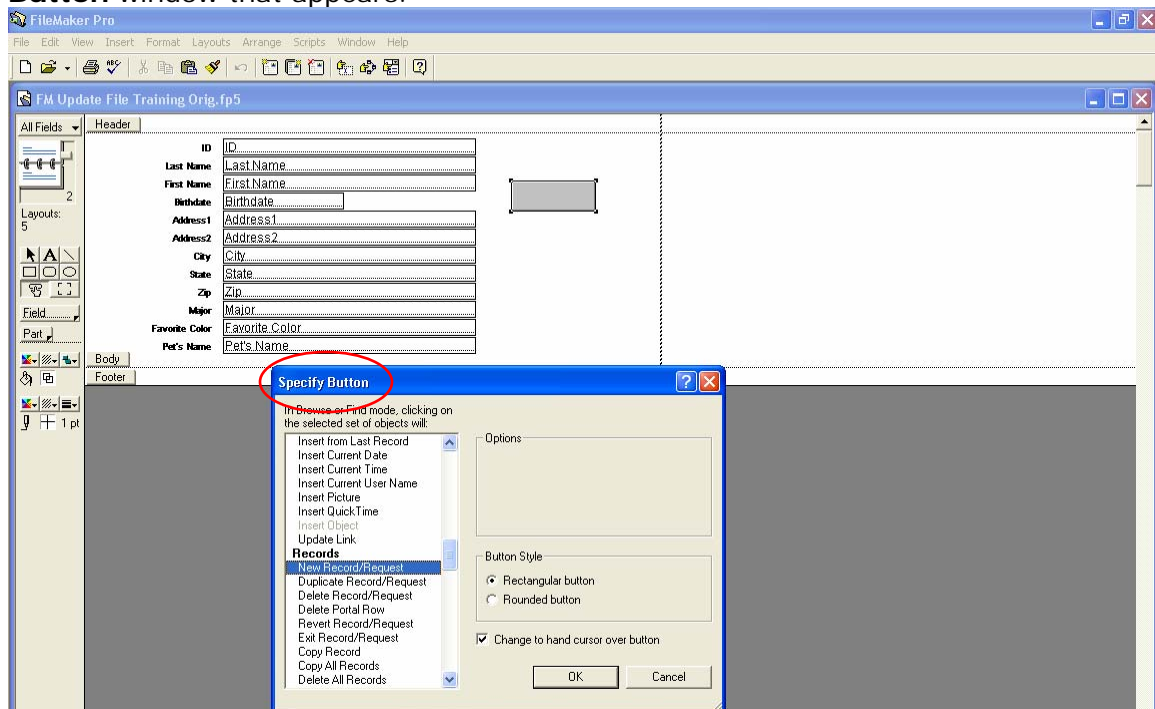 Button window that appears.
FileMaker Pro
File Edit View Insert Format Layouts Arrange Scripts Window Help
FM Update File Training Orig.fp5
All Fields
Header
2
Layouts:
5
Field
Part
1 pt
ID ID
Last Name Last Name
First Name First Name
Birthdate Birthdate
Address1 Address1
Address2 Address2
City City
State State
Zip Zip
Major Major
Favorite Color Favorite Color
Pet's Name Pet's Name
Body
Footer
Specify Button
In Browse or Find mode, clicking on
the selected set of objects will:
Insert from Last Record
Insert Current Date
Insert Current Time
Insert Current User Name
Insert Picture
Insert QuickTime
Insert Object
Update Link
Records
New Record/Request
Duplicate Record/Request
Delete Record/Request
Delete Portal Row
Revert Record/Request
Exit Record/Request
Copy Record
Copy All Records
Delete All Records
Options
Button Style
Rectangular button
Rounded button
Change to hand cursor over button
OK Cancel